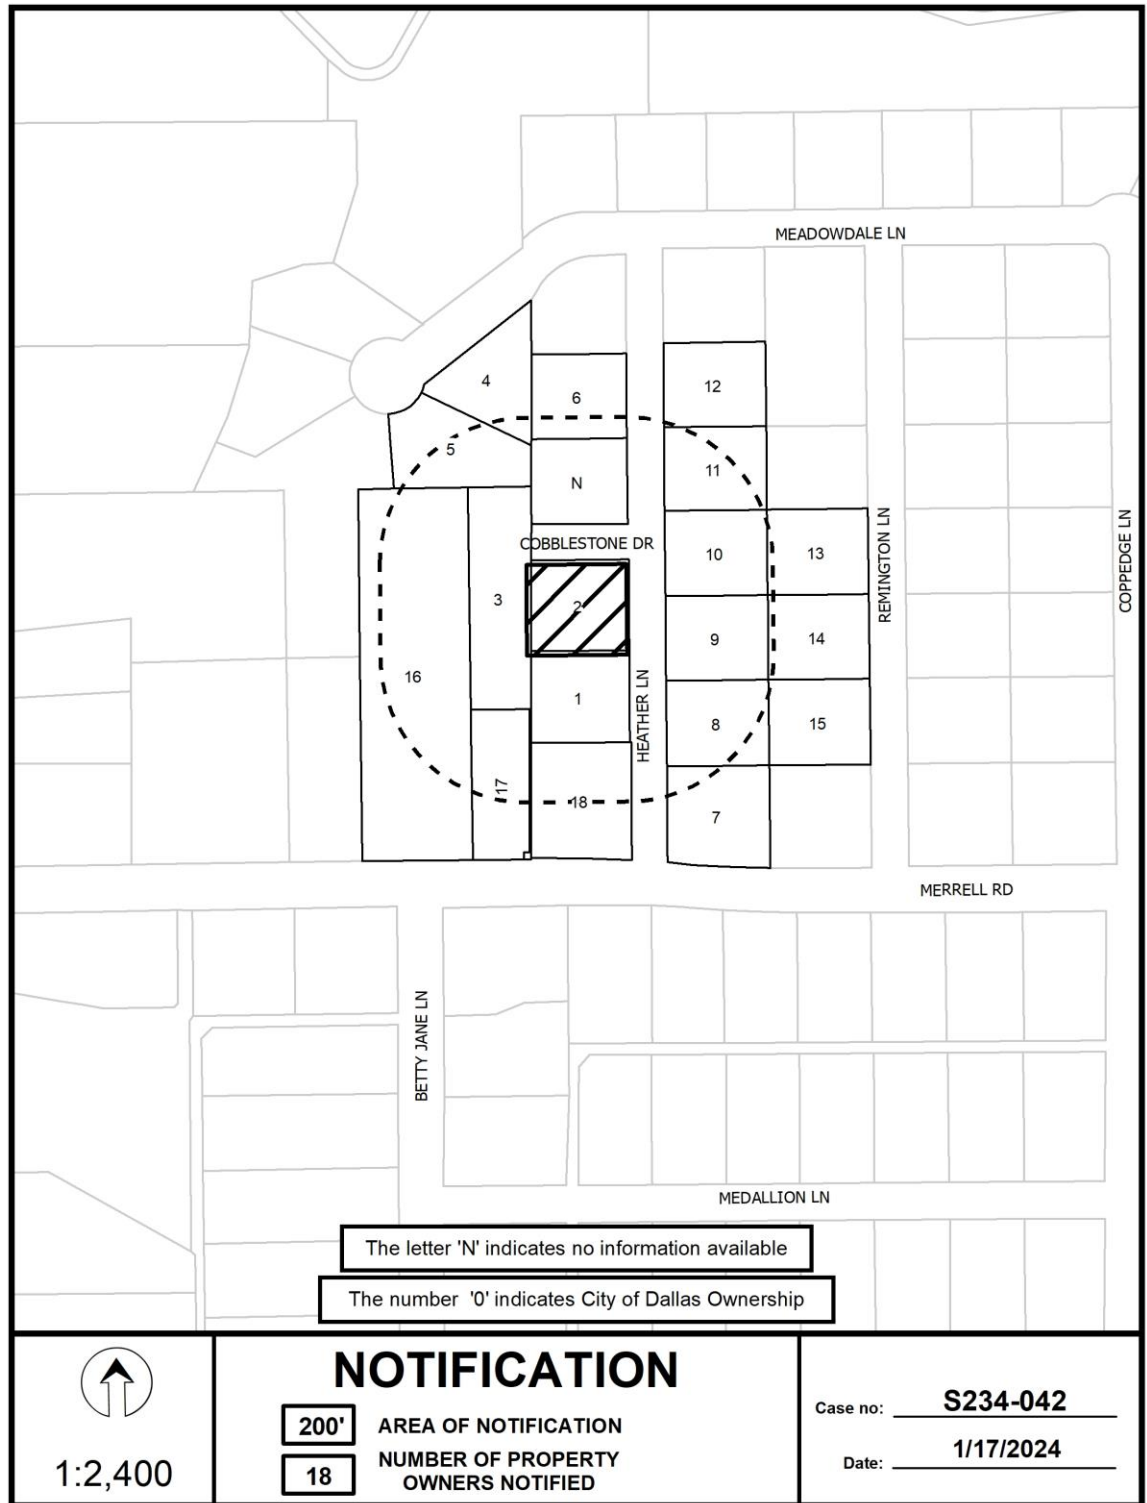 MEADOWDALE LN
4
6
12
5
11
N
COBBLESTONE DR
10
13
REMINGTON LN
COPPEDGE LN
3
2
9
14
16
1
HEATHER LN
8
15
17
18
7
MERRELL RD
BETTY JANE LN
MEDALLION LN
The letter 'N' indicates no information available
The number '0' indicates City of Dallas Ownership
1:2,400
NOTIFICATION
200' AREA OF NOTIFICATION
18 NUMBER OF PROPERTY
OWNERS NOTIFIED
Case no: S234-042
Date: 1/17/2024